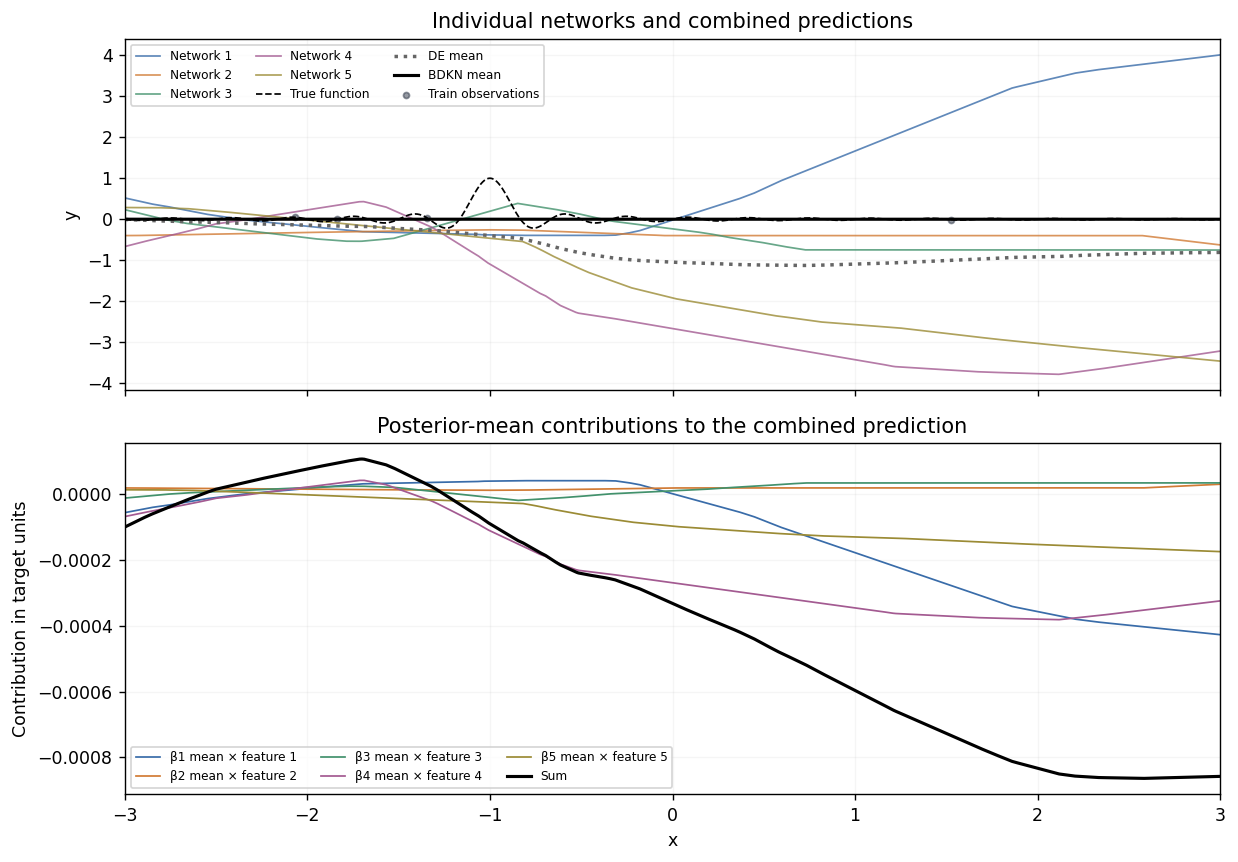 Individual networks and combined predictions
Network 1 Network 4 DE mean
Network 2 Network 5 BDKN mean
Network 3 True function Train observations
y
4
3
2
1
0
−1
−2
−3
−4
Posterior-mean contributions to the combined prediction
Contribution in target units
0.0000
−0.0002
−0.0004
−0.0006
−0.0008
β1 mean × feature 1 β3 mean × feature 3 β5 mean × feature 5
β2 mean × feature 2 β4 mean × feature 4 Sum
−3 −2 −1 0 1 2 3
x